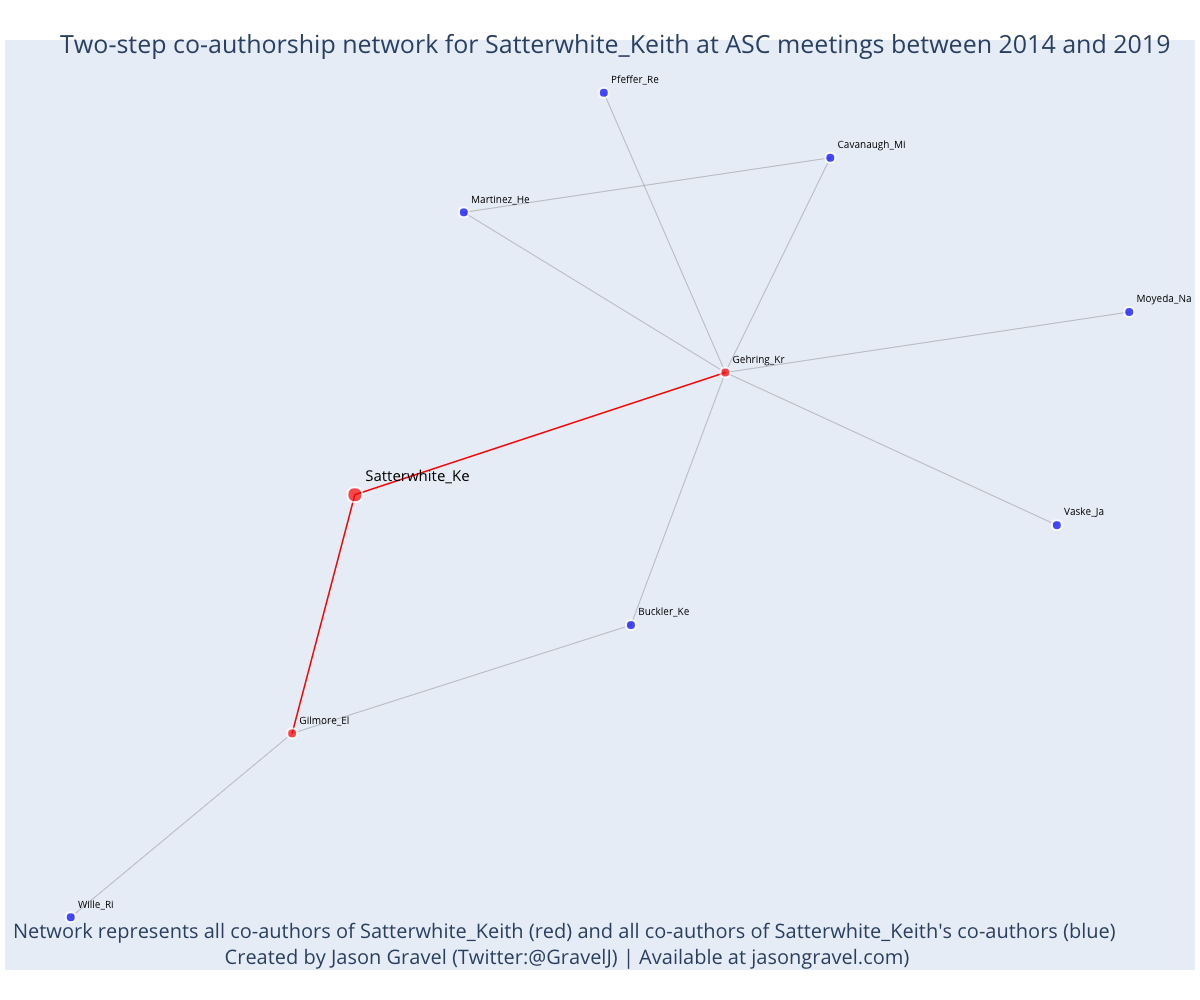 Two-step co-authorship network for Satterwhite_Keith at ASC meetings between 2014 and 2019
Pfeffer_Re
Cavanaugh_Mi
Martinez_He
Moyeda_Na
Gehring_Kr
Satterwhite_Ke
Vaske_Ja
Buckler_Ke
Gilmore_El
Wille_Ri
Network represents all co-authors of Satterwhite_Keith (red) and all co-authors of Satterwhite_Keith's co-authors (blue)
Created by Jason Gravel (Twitter:@GravelJ) | Available at jasongravel.com)